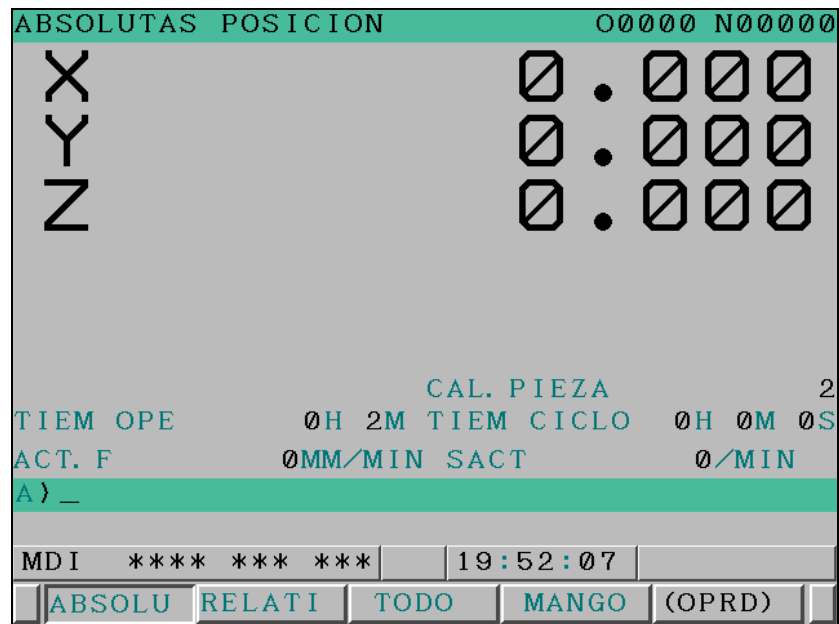 ABSOLUTAS POSICION O0000 N00000
X 0.000
Y 0.000
Z 0.000
CAL. PIEZA 2
TIEM OPE 0H 2M TIEM CICLO 0H 0M 0S
ACT. F 0MM/MIN SACT 0/MIN
A>_
MDI **** *** *** 19:52:07
ABSOLU RELATI TODO MANGO (OPRD)